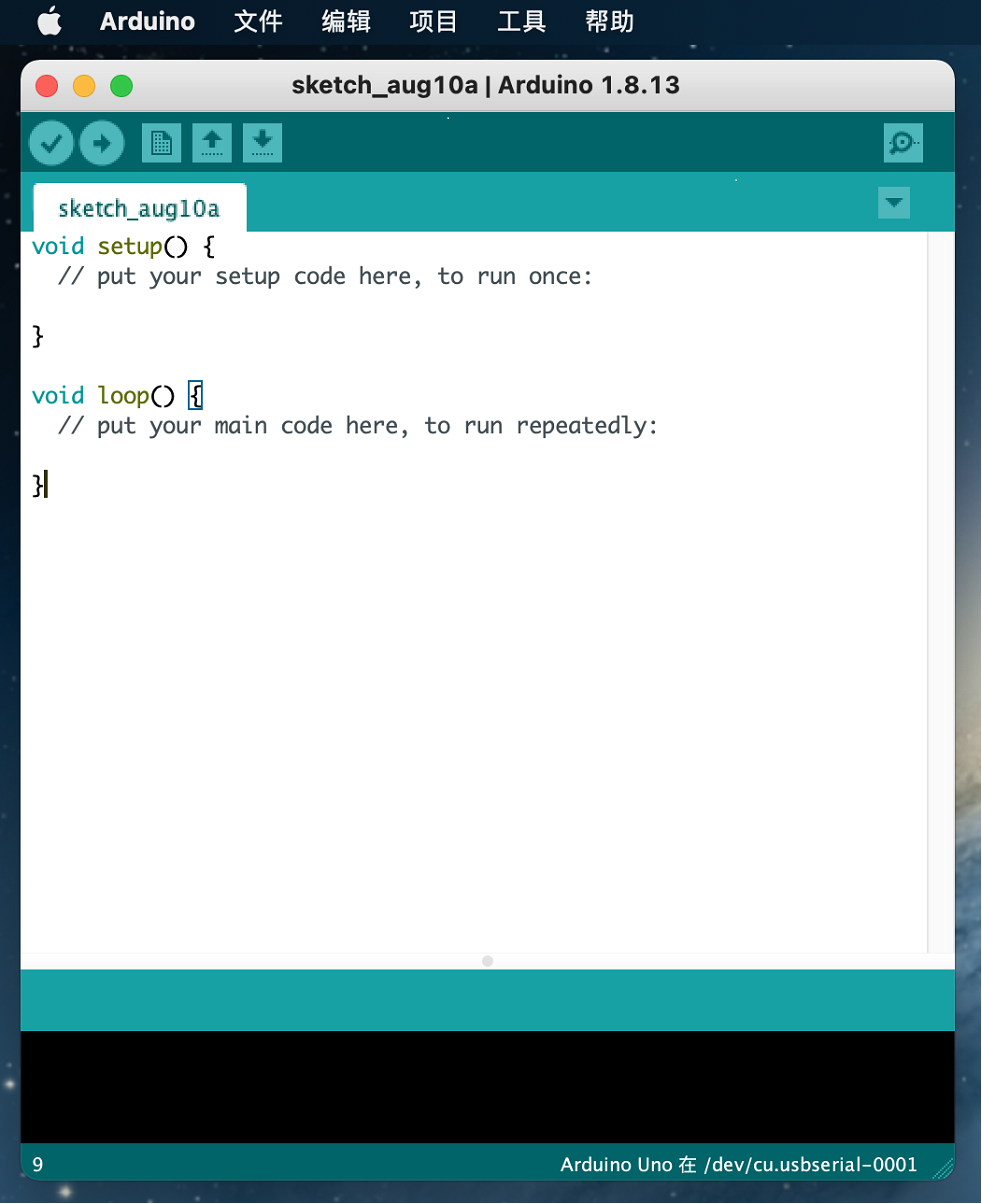 Arduino 文件 编辑 项目 工具 帮助
sketch_aug10a | Arduino 1.8.13
sketch_aug10a
void setup() {
  // put your setup code here, to run once:
}
void loop() {
  // put your main code here, to run repeatedly:
}
9 Arduino Uno 在 /dev/cu.usbserial-0001